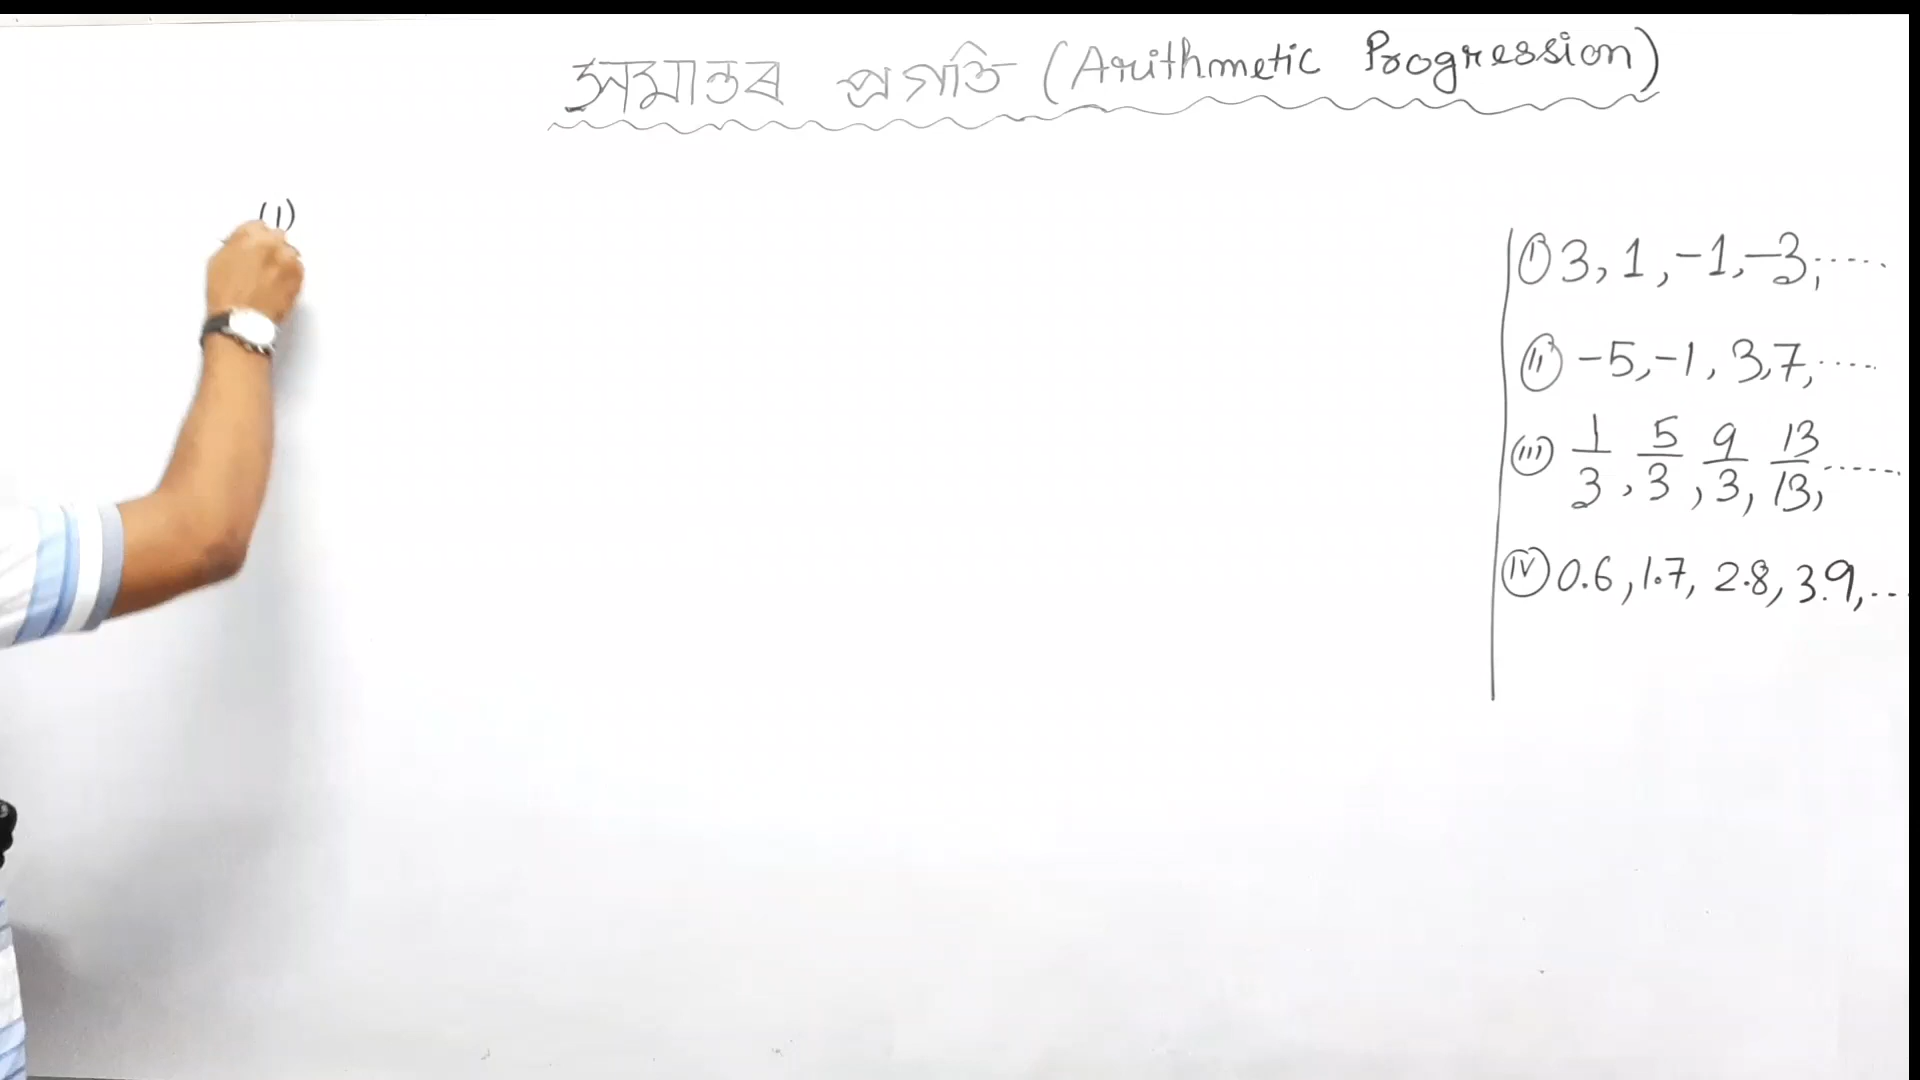 সমান্তৰ প্ৰগতি (Arithmetic Progression)
(1)
(i) 3, 1, -1, -3, .....
(ii) -5, -1, 3, 7, .....
(iii) 1/3, 5/3, 9/3, 13/13, .....
(iv) 0.6, 1.7, 2.8, 3.9, ...